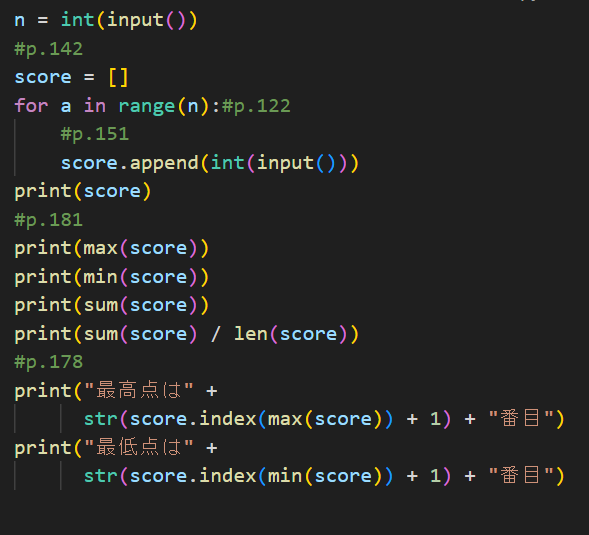 n = int(input())
#p.142
score = []
for a in range(n):#p.122
    #p.151
    score.append(int(input()))
print(score)
#p.181
print(max(score))
print(min(score))
print(sum(score))
print(sum(score) / len(score))
#p.178
print("最高点は" +
      str(score.index(max(score)) + 1) + "番目")
print("最低点は" +
      str(score.index(min(score)) + 1) + "番目")